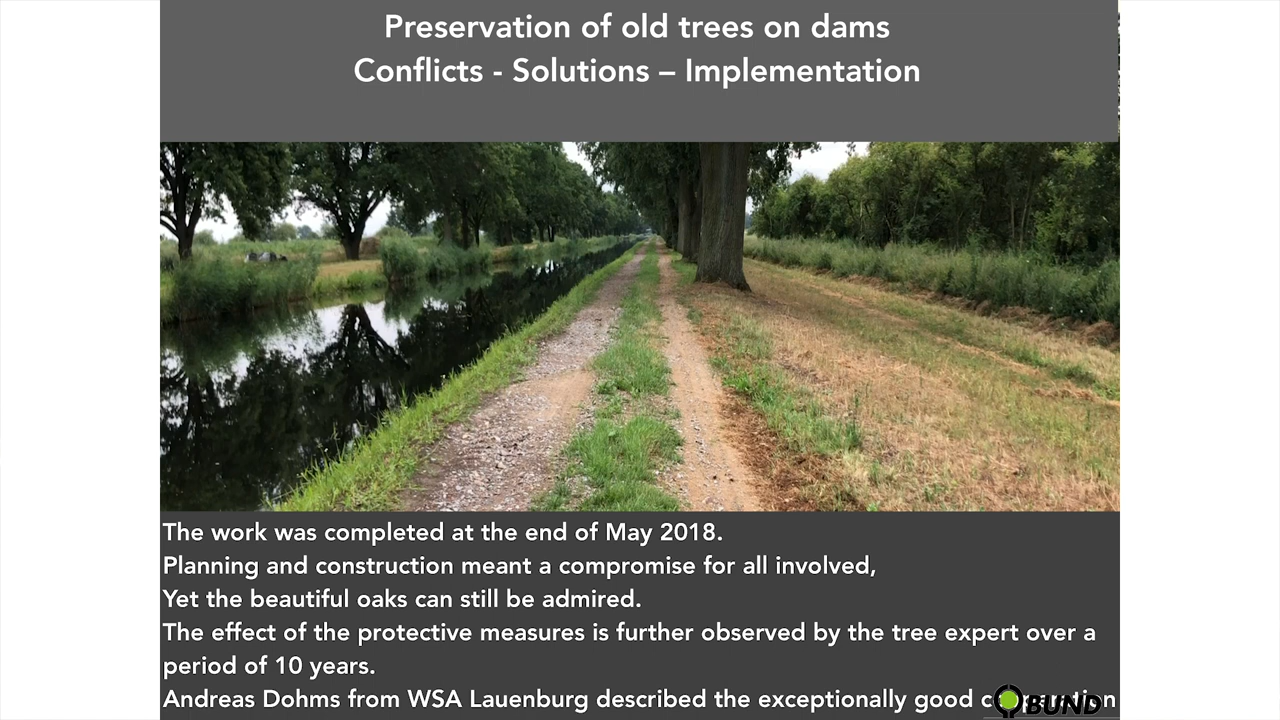 Preservation of old trees on dams
Conflicts - Solutions – Implementation
The work was completed at the end of May 2018.
Planning and construction meant a compromise for all involved,
Yet the beautiful oaks can still be admired.
The effect of the protective measures is further observed by the tree expert over a
period of 10 years.
Andreas Dohms from WSA Lauenburg described the exceptionally good cooperation
BUND